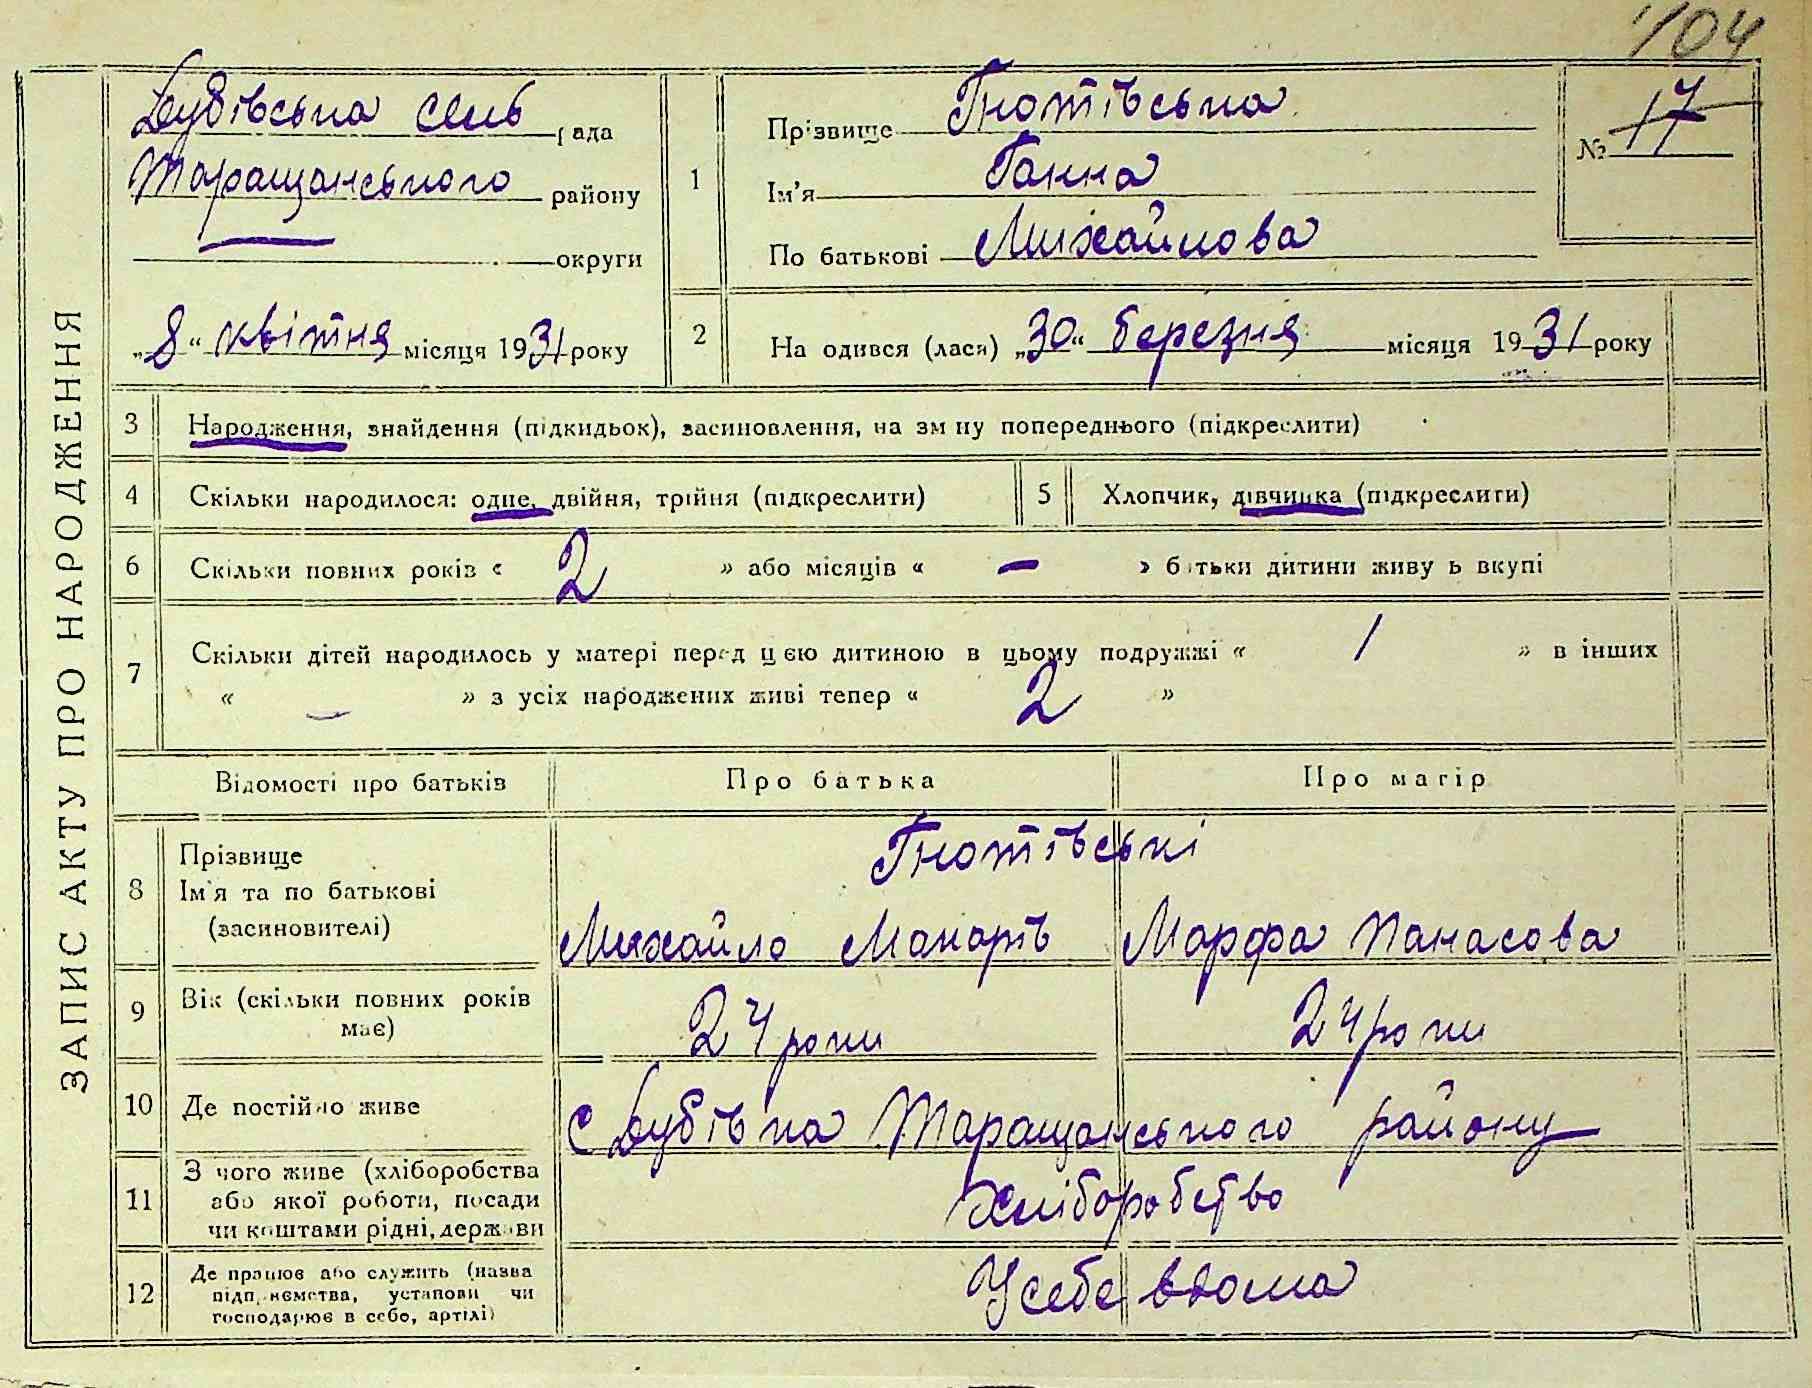 104
ЗАПИС АКТУ ПРО НАРОДЖЕННЯ
Дубівська сель рада
Таращанського району
округи
„8“ квітня місяця 1931 року
1
Прізвище Гнотівська
Ім'я Ганна
По батькові Михайлова
№ 17
2
На одився (лася) „30“ березня місяця 1931 року
3 Народження, знайдення (підкидьок), засиновлення, на зм ну попереднього (підкреслити)
4 Скільки народилося: одне, двійня, трійня (підкреслити)
5 Хлопчик, дівчинка (підкреслити)
6 Скільки повних років « 2 » або місяців « – » батьки дитини живу ь вкупі
7 Скільки дітей народилось у матері перед цією дитиною в цьому подружжі « 1 » в інших
« – » з усіх народжених живі тепер « 2 »
Відомості про батьків Про батька Про матір
8 Прізвище
Ім'я та по батькові
(засиновителі)
Гнотівські
Михайло Макарів Марфа Панасова
9 Вік (скільки повних років
має)
24 роки 24 роки
10 Де постійно живе с Дубівка Таращанського району
11 З чого живе (хліборобства
або якої роботи, посади
чи коштами рідні, держави
Хліборобство
12 Де працює або служить (назва
підп иємства, установи чи
господарює в себе, артілі)
У себе вдома